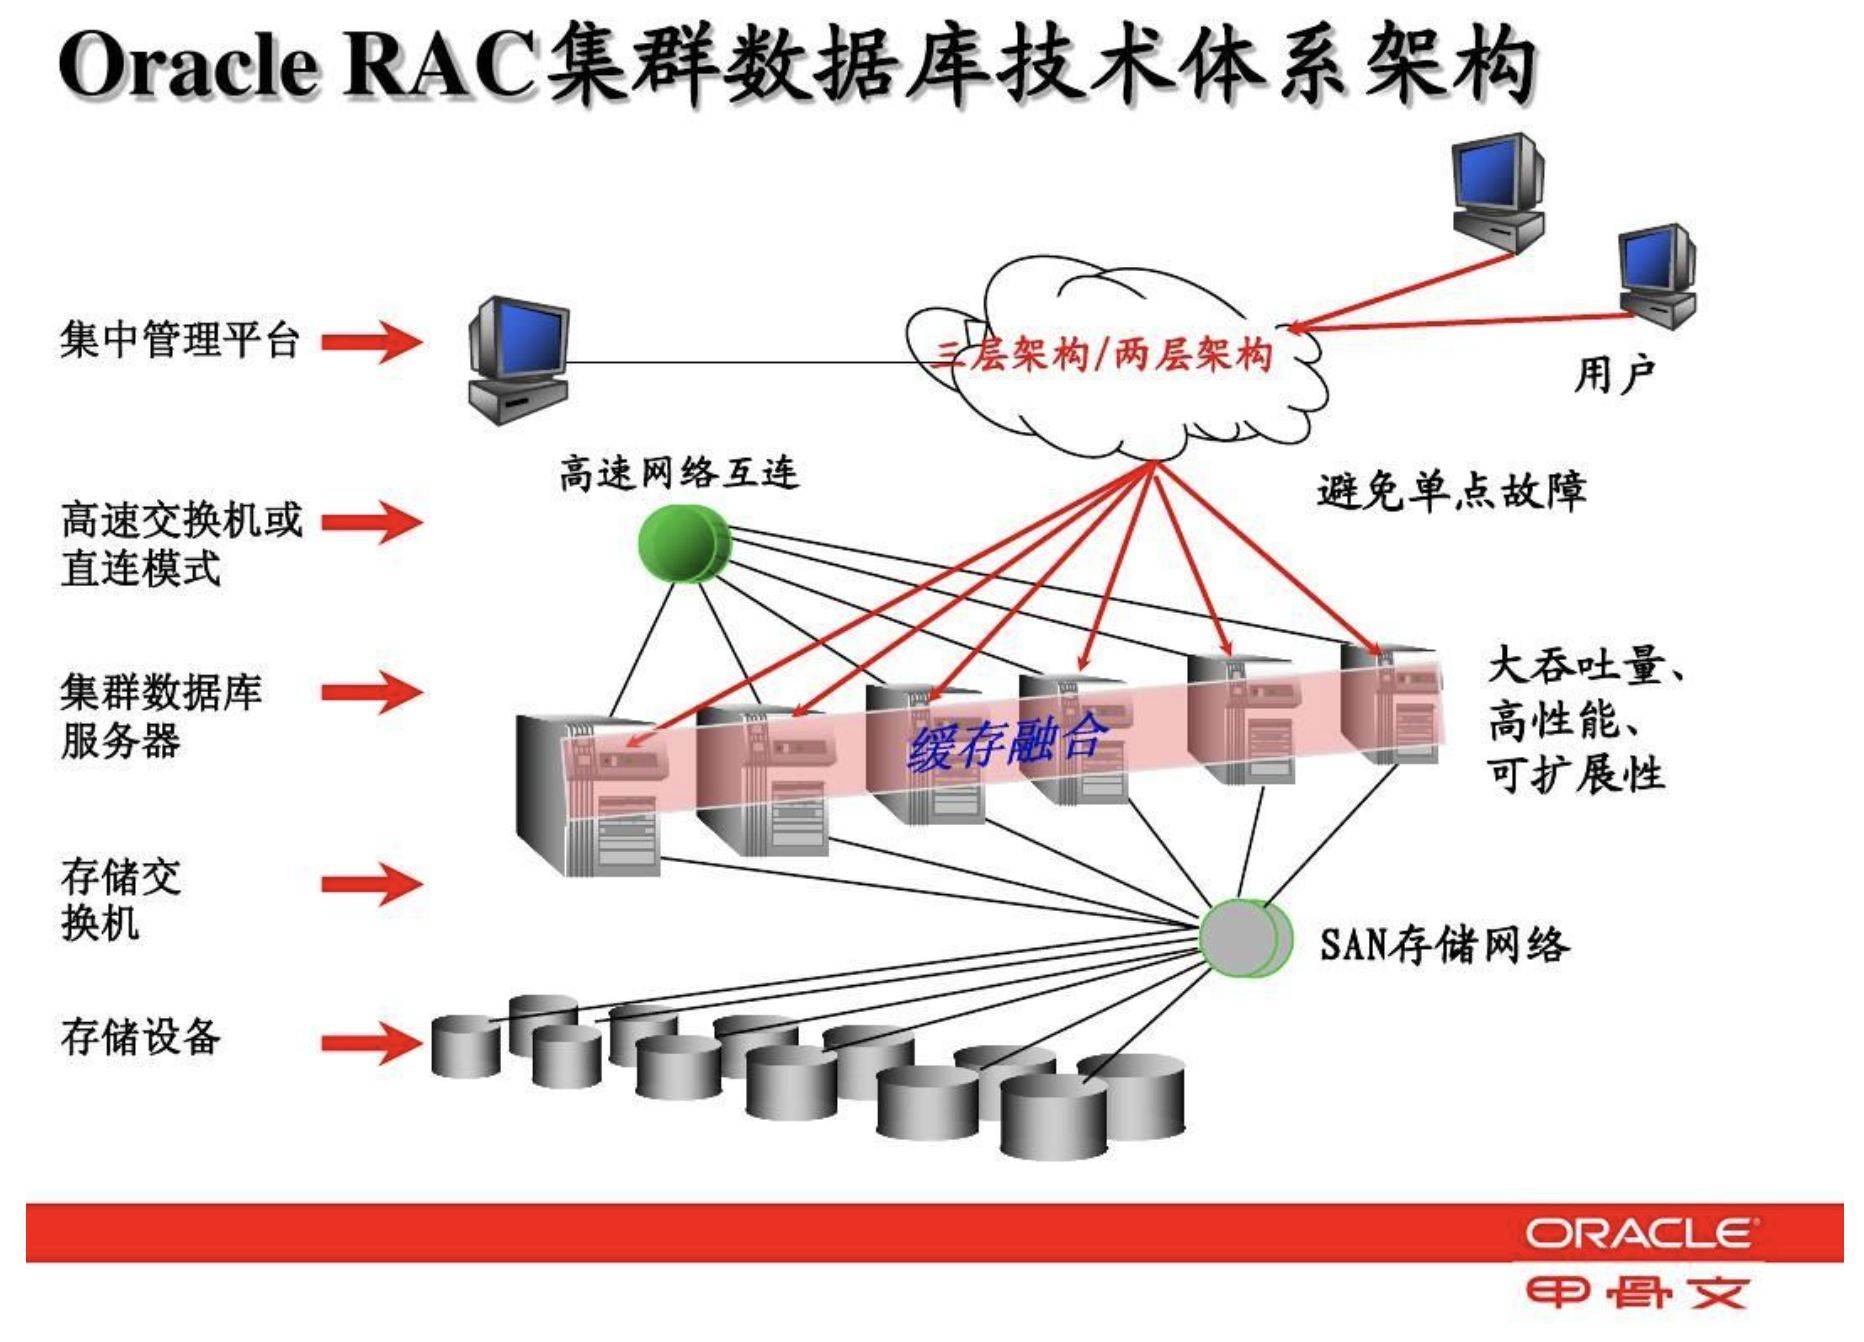 Oracle RAC集群数据库技术体系架构
集中管理平台
三层架构/两层架构
用户
高速网络互连
避免单点故障
高速交换机或
直连模式
集群数据库
服务器
缓存融合
大吞吐量、
高性能、
可扩展性
存储交
换机
SAN存储网络
存储设备
ORACLE
甲骨文